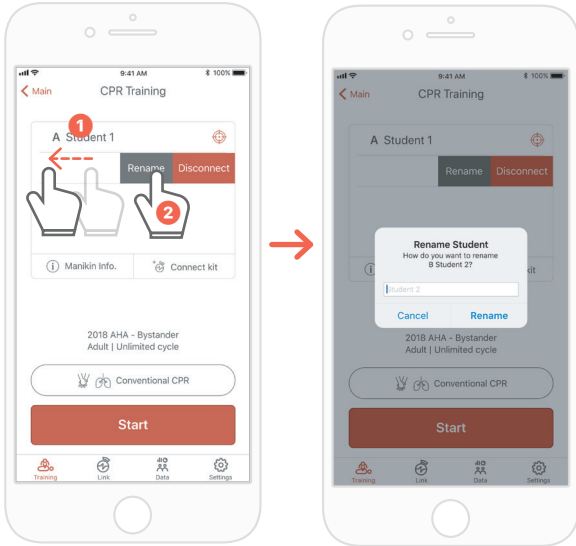 9:41 AM
100%
Main
CPR Training
1
A Student 1
Rename
Disconnect
2
Manikin Info.
Connect kit
2018 AHA - Bystander
Adult | Unlimited cycle
Conventional CPR
Start
Training
Link
Data
Settings
9:41 AM
100%
Main
CPR Training
A Student 1
Rename
Disconnect
Rename Student
How do you want to rename
B Student 2?
Student 2
Cancel
Rename
kit
2018 AHA - Bystander
Adult | Unlimited cycle
Conventional CPR
Start
Training
Link
Data
Settings